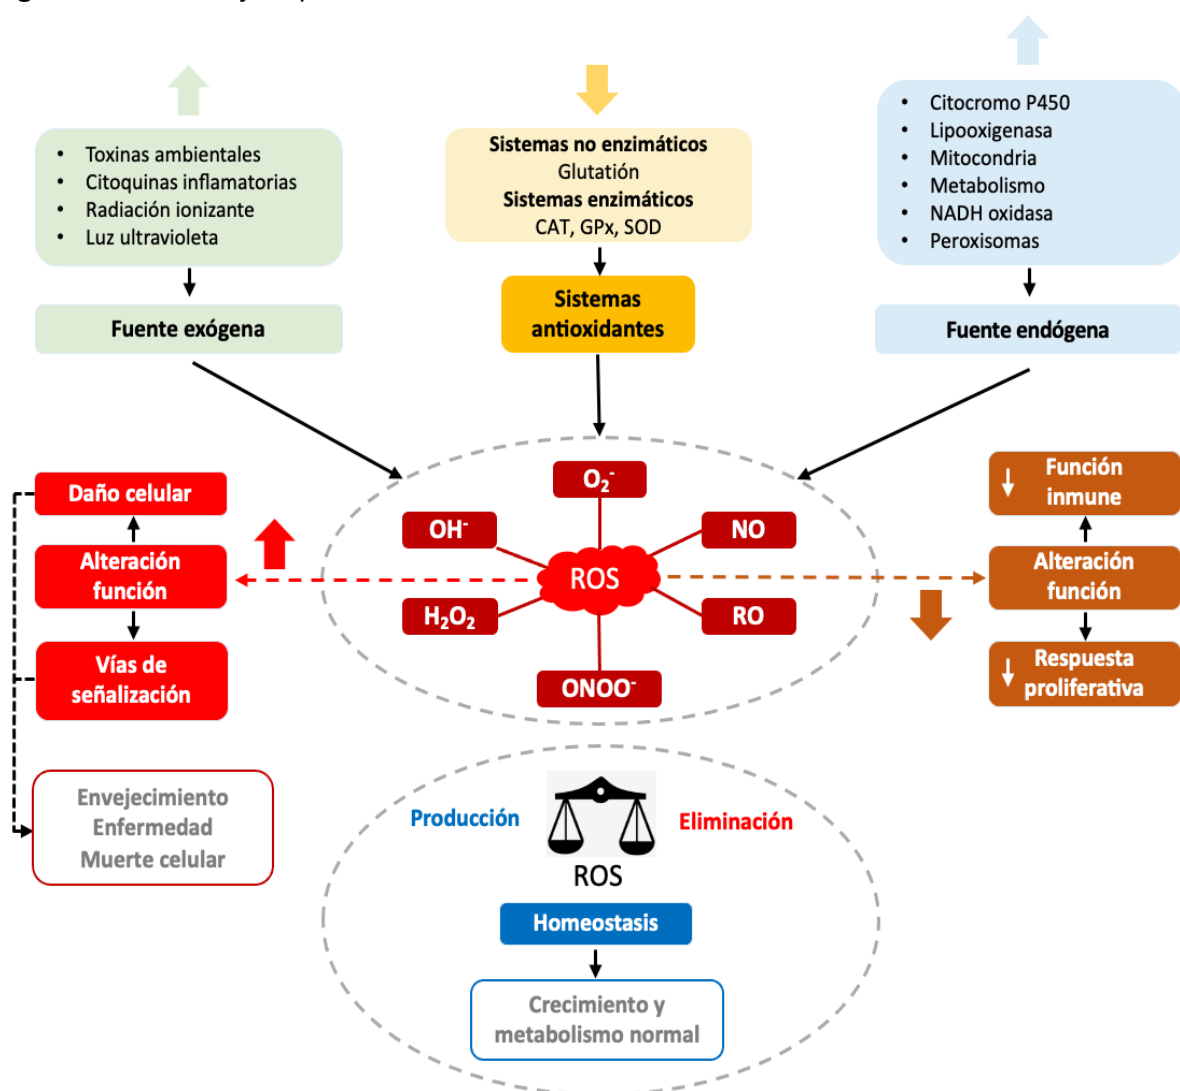 • Toxinas ambientales
• Citoquinas inflamatorias
• Radiación ionizante
• Luz ultravioleta
Fuente exógena
Sistemas no enzimáticos
Glutatión
Sistemas enzimáticos
CAT, GPx, SOD
Sistemas
antioxidantes
• Citocromo P450
• Lipooxigenasa
• Mitocondria
• Metabolismo
• NADH oxidasa
• Peroxisomas
Fuente endógena
Daño celular
Alteración
función
Vías de
señalización
Envejecimiento
Enfermedad
Muerte celular
O₂⁻
OH⁻
NO
ROS
H₂O₂
RO
ONOO⁻
Función
inmune
Alteración
función
Respuesta
proliferativa
Producción
Eliminación
ROS
Homeostasis
Crecimiento y
metabolismo normal